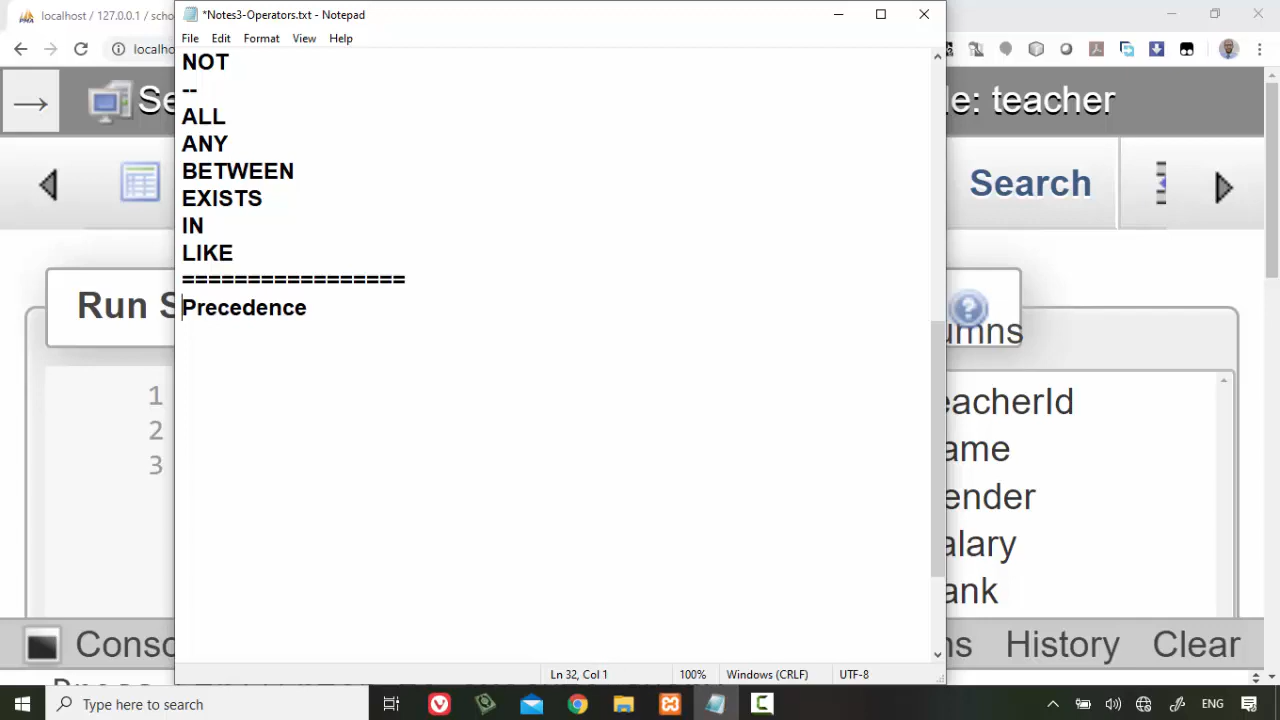 localhost / 127.0.0.1 / scho
*Notes3-Operators.txt - Notepad
File Edit Format View Help
localho
NOT
--
ALL
ANY
BETWEEN
EXISTS
IN
LIKE
=================
Precedence
Se
le: teacher
Search
Run S
umns
1
2
3
eacherId
ame
ender
alary
ank
Conso
ns History Clear
Ln 32, Col 1 100% Windows (CRLF) UTF-8
Type here to search
ENG